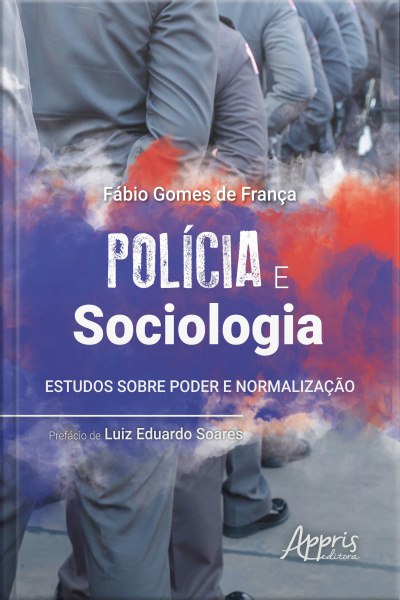 Fábio Gomes de França
POLÍCIA E
Sociologia
ESTUDOS SOBRE PODER E NORMALIZAÇÃO
Prefácio de Luiz Eduardo Soares
Appris
editora